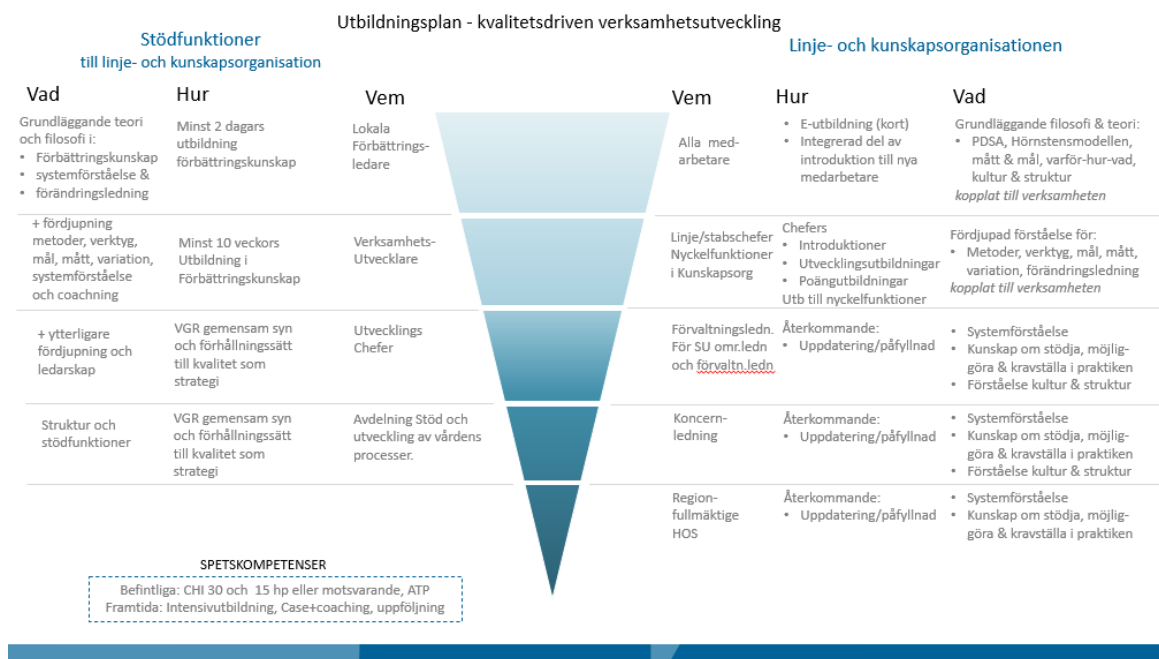 Utbildningsplan - kvalitetsdriven verksamhetsutveckling
Stödfunktioner
till linje- och kunskapsorganisation
Linje- och kunskapsorganisationen
Vad
Hur
Vem
Vem
Hur
Vad
Grundläggande teori
och filosofi i:
• Förbättringskunskap
• systemförståelse &
• förändringsledning
Minst 2 dagars
utbildning
förbättringskunskap
Lokala
Förbättrings-
ledare
Alla med-
arbetare
• E-utbildning (kort)
• Integrerad del av
introduktion till nya
medarbetare
Grundläggande filosofi & teori:
• PDSA, Hörnstensmodellen,
mått & mål, varför-hur-vad,
kultur & struktur
kopplat till verksamheten
+ fördjupning
metoder, verktyg,
mål, mått, variation,
systemförståelse
och coachning
Minst 10 veckors
Utbildning i
Förbättringskunskap
Verksamhets-
Utvecklare
Linje/stabschefer
Nyckelfunktioner
i Kunskapsorg
Chefers
• Introduktioner
• Utvecklingsutbildningar
• Poängutbildningar
Utb till nyckelfunktioner
Fördjupad förståelse för:
• Metoder, verktyg, mål, mått,
variation, förändringsledning
kopplat till verksamheten
+ ytterligare
fördjupning och
ledarskap
VGR gemensam syn
och förhållningssätt
till kvalitet som
strategi
Utvecklings
Chefer
Förvaltningsledn.
För SU omr.ledn
och förvaltn.ledn
Återkommande:
• Uppdatering/påfyllnad
• Systemförståelse
• Kunskap om stödja, möjlig-
göra & kravställa i praktiken
• Förståelse kultur & struktur
Struktur och
stödfunktioner
VGR gemensam syn
och förhållningssätt
till kvalitet som
strategi
Avdelning Stöd och
utveckling av vårdens
processer.
Koncern-
ledning
Återkommande:
• Uppdatering/påfyllnad
• Systemförståelse
• Kunskap om stödja, möjlig-
göra & kravställa i praktiken
• Förståelse kultur & struktur
Region-
fullmäktige
HOS
Återkommande:
• Uppdatering/påfyllnad
• Systemförståelse
• Kunskap om stödja, möjlig-
göra & kravställa i praktiken
SPETSKOMPETENSER
Befintliga: CHI 30 och 15 hp eller motsvarande, ATP
Framtida: Intensivutbildning, Case+coaching, uppföljning